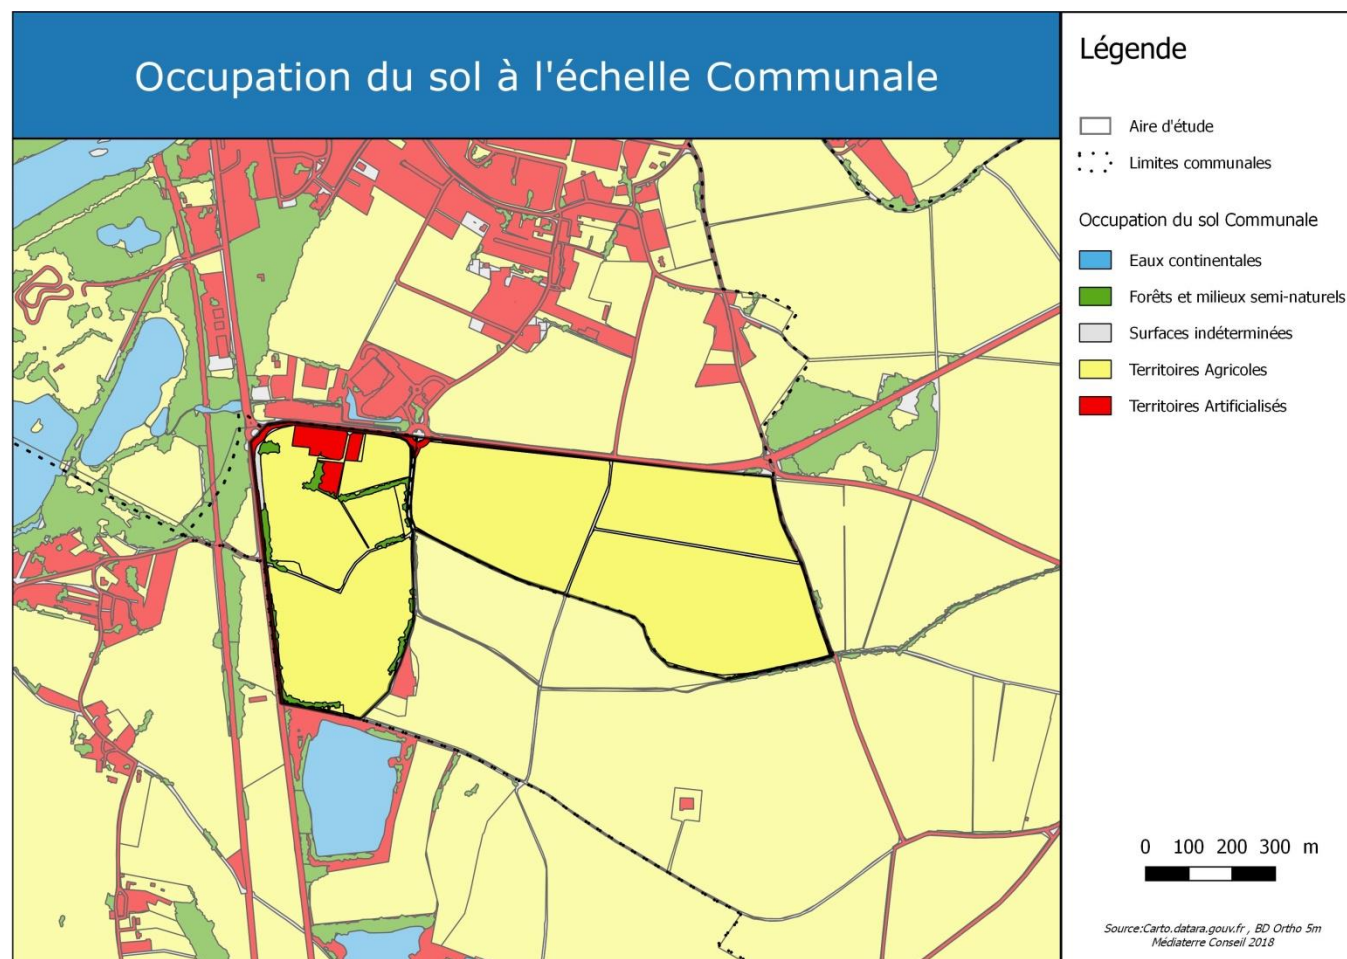 Occupation du sol à l'échelle Communale
Légende
Aire d'étude
Limites communales
Occupation du sol Communale
Eaux continentales
Forêts et milieux semi-naturels
Surfaces indéterminées
Territoires Agricoles
Territoires Artificialisés
0 100 200 300 m
Source:Carto.datara.gouv.fr , BD Ortho 5m
Médiaterre Conseil 2018